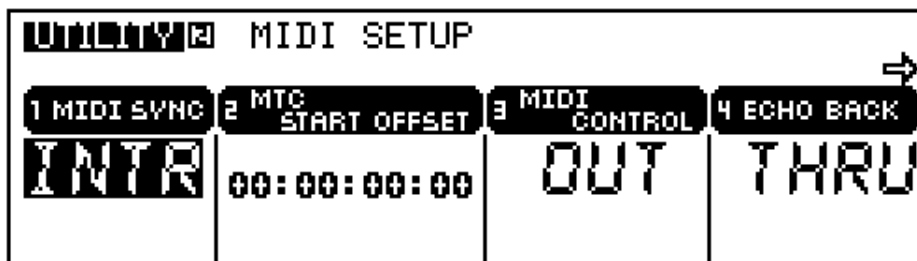 UTILITY 2 MIDI SETUP
1 MIDI SYNC 2 MTC START OFFSET 3 MIDI CONTROL 4 ECHO BACK
INTR 00:00:00:00 OUT THRU